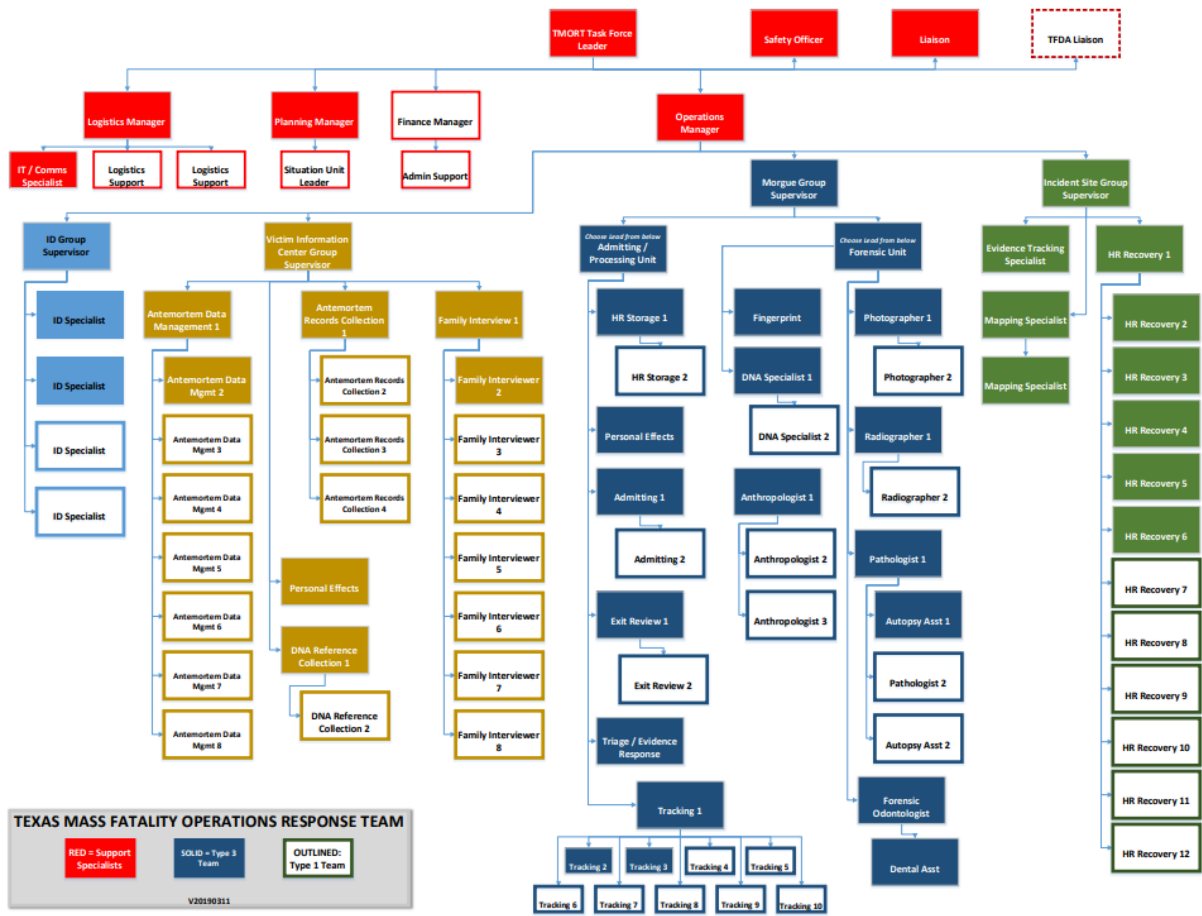 TMORT Task Force
Leader
Safety Officer
Liaison
TFDA Liaison
Logistics Manager
Planning Manager
Finance Manager
Operations
Manager
IT / Comms
Specialist
Logistics
Support
Logistics
Support
Situation Unit
Leader
Admin Support
Morgue Group
Supervisor
Incident Site Group
Supervisor
ID Group
Supervisor
Victim Information
Center Group
Supervisor
Choose Lead from below
Admitting /
Processing Unit
Choose Lead from below
Forensic Unit
Evidence Tracking
Specialist
HR Recovery 1
ID Specialist
ID Specialist
ID Specialist
ID Specialist
Antemortem Data
Management 1
Antemortem
Records Collection
1
Family Interview 1
Antemortem Data
Mgmt 2
Antemortem Data
Mgmt 3
Antemortem Data
Mgmt 4
Antemortem Data
Mgmt 5
Antemortem Data
Mgmt 6
Antemortem Data
Mgmt 7
Antemortem Data
Mgmt 8
Antemortem Records
Collection 2
Antemortem Records
Collection 3
Antemortem Records
Collection 4
Personal Effects
DNA Reference
Collection 1
DNA Reference
Collection 2
Family Interviewer
2
Family Interviewer
3
Family Interviewer
4
Family Interviewer
5
Family Interviewer
6
Family Interviewer
7
Family Interviewer
8
HR Storage 1
HR Storage 2
Personal Effects
Admitting 1
Admitting 2
Exit Review 1
Exit Review 2
Triage / Evidence
Response
Tracking 1
Tracking 2
Tracking 3
Tracking 4
Tracking 5
Tracking 6
Tracking 7
Tracking 8
Tracking 9
Tracking 10
Fingerprint
DNA Specialist 1
DNA Specialist 2
Anthropologist 1
Anthropologist 2
Anthropologist 3
Photographer 1
Photographer 2
Radiographer 1
Radiographer 2
Pathologist 1
Autopsy Asst 1
Pathologist 2
Autopsy Asst 2
Forensic
Odontologist
Dental Asst
Mapping Specialist
Mapping Specialist
HR Recovery 2
HR Recovery 3
HR Recovery 4
HR Recovery 5
HR Recovery 6
HR Recovery 7
HR Recovery 8
HR Recovery 9
HR Recovery 10
HR Recovery 11
HR Recovery 12
TEXAS MASS FATALITY OPERATIONS RESPONSE TEAM
RED = Support
Specialists
SOLID = Type 3
Team
OUTLINED:
Type 1 Team
V20190311